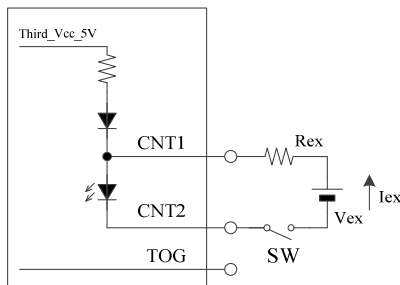 Third_Vcc_5V
CNT1
Rex
CNT2
Iex
Vex
TOG
SW